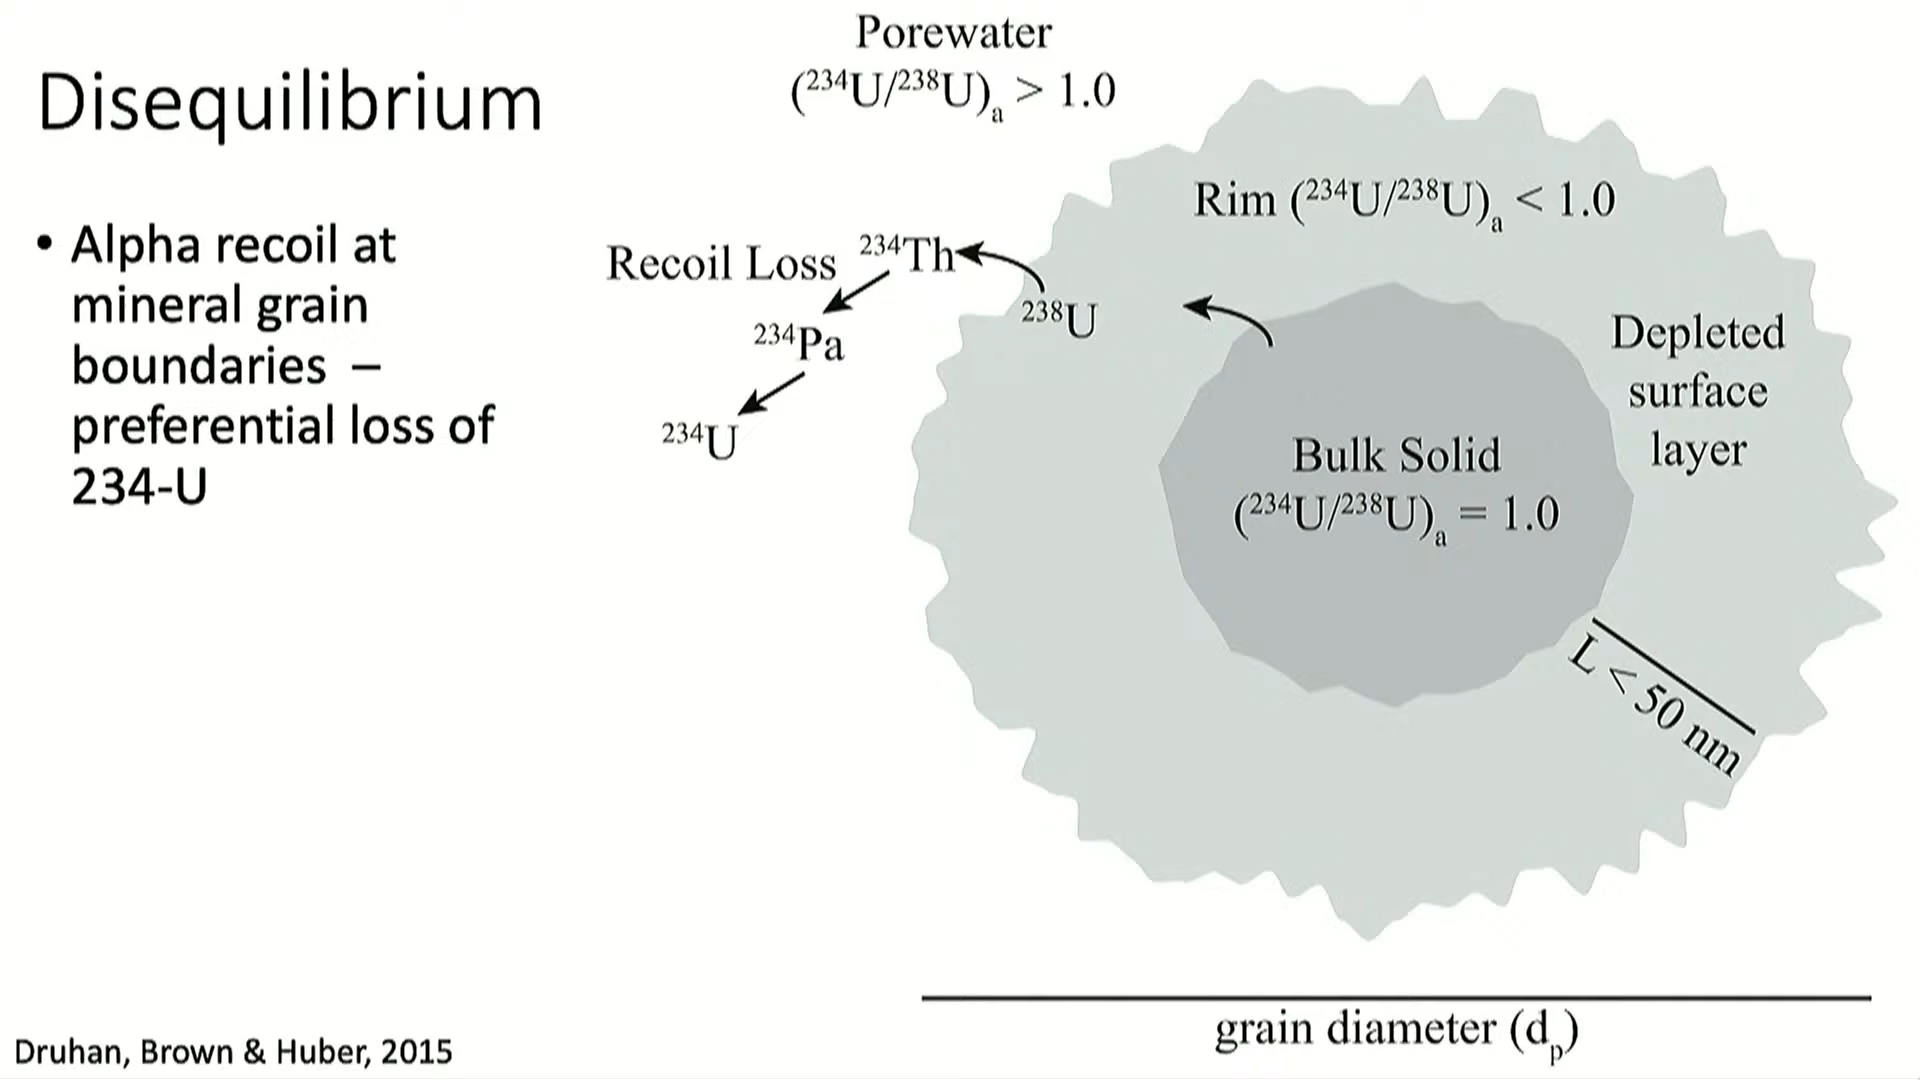 Disequilibrium
• Alpha recoil at
mineral grain
boundaries –
preferential loss of
234-U
Porewater
(²³⁴U/²³⁸U)ₐ > 1.0
Rim (²³⁴U/²³⁸U)ₐ < 1.0
Recoil Loss
²³⁴Th
²³⁸U
²³⁴Pa
²³⁴U
Depleted
surface
layer
Bulk Solid
(²³⁴U/²³⁸U)ₐ = 1.0
L < 50 nm
grain diameter (dₚ)
Druhan, Brown & Huber, 2015